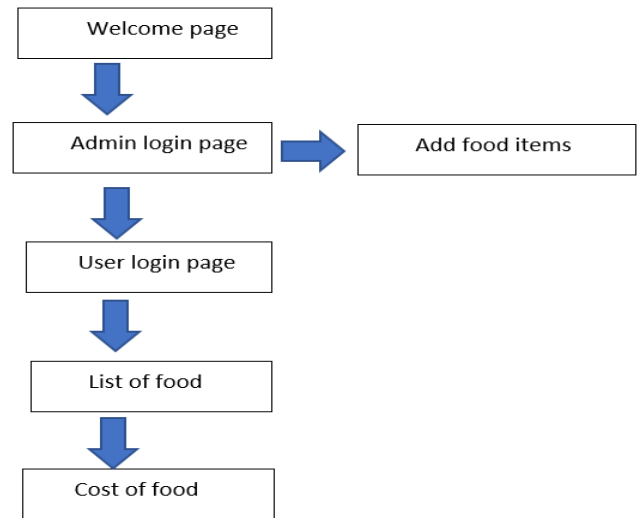 Welcome page
Admin login page
Add food items
User login page
List of food
Cost of food